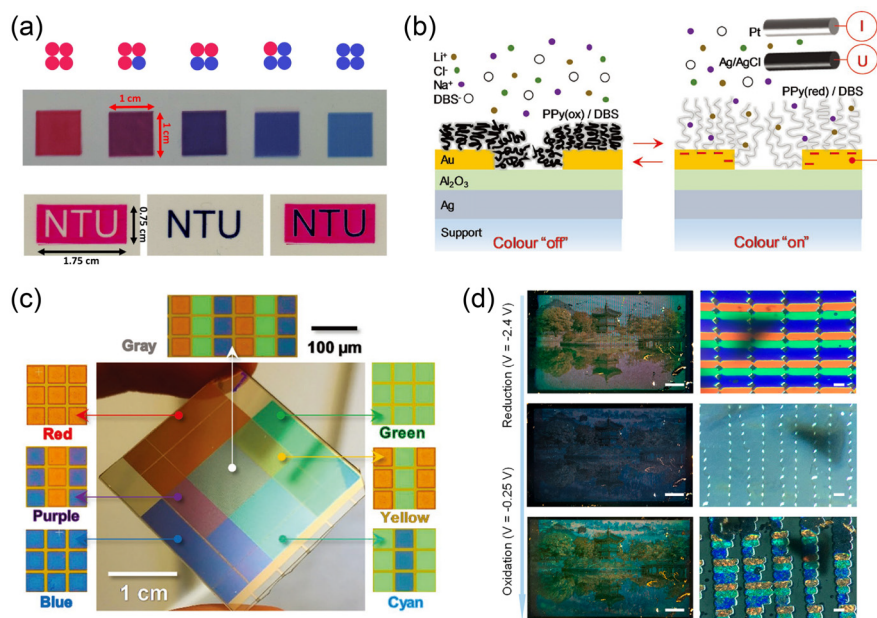 (a)
1 cm
1 cm
NTU
NTU
NTU
0.75 cm
1.75 cm
(b)
Li⁺
Cl⁻
Na⁺
DBS⁻
PPy(ox) / DBS
Au
Al₂O₃
Ag
Support
Colour "off"
Pt
I
Ag/AgCl
U
PPy(red) / DBS
Colour "on"
(c)
Gray
100 μm
Red
Green
Purple
Yellow
Blue
Cyan
1 cm
(d)
Reduction (V = -2.4 V)
Oxidation (V = -0.25 V)